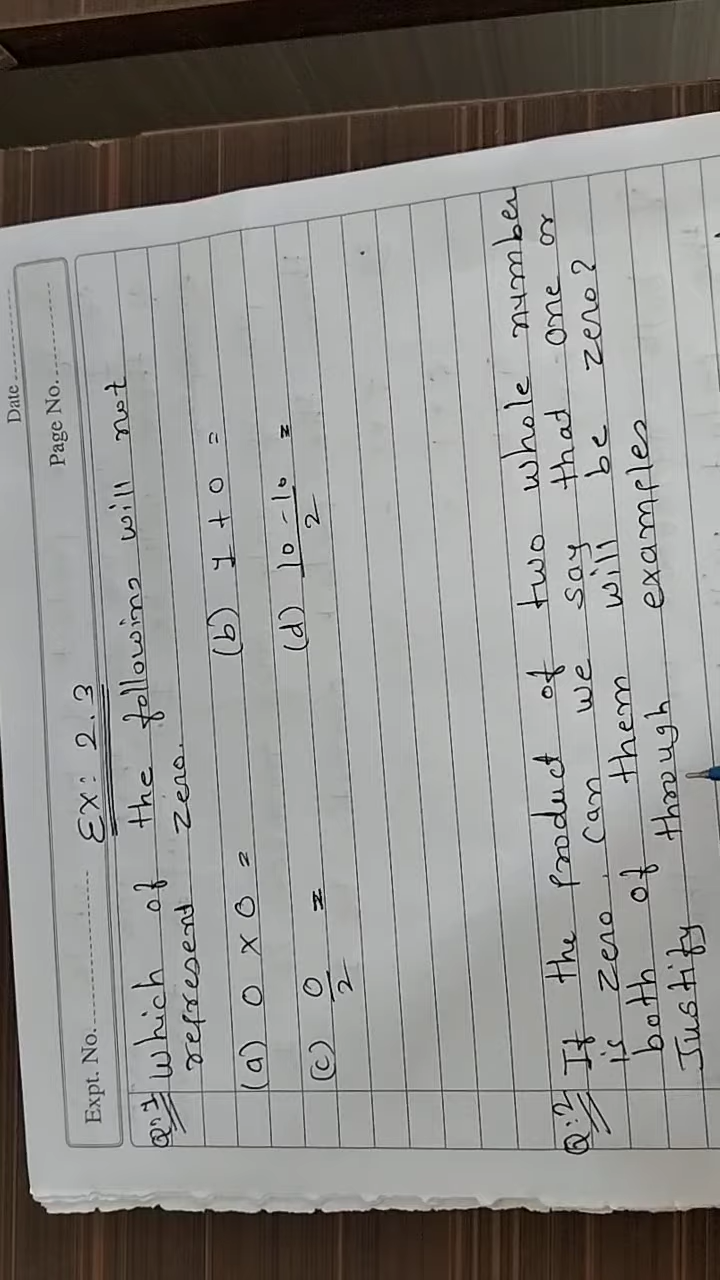 Date
Page No.
Expt. No. Ex: 2.3
Q:1 Which of the following will not
represent zero.
(a) 0 × 0 = (b) 1 + 0 =
(c) 0/2 = (d) 10 - 10/2 =
Q:2 If the product of two whole number
is zero, can we say that one or
both of them will be zero?
Justify through examples